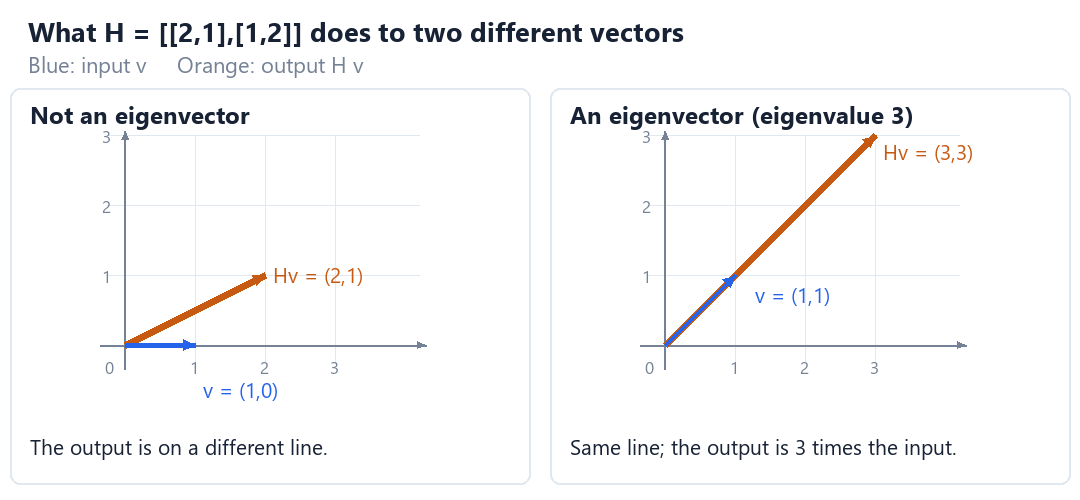 What H = [[2,1],[1,2]] does to two different vectors
Blue: input v Orange: output H v
Not an eigenvector
3
2
1
0
1 2 3
Hv = (2,1)
v = (1,0)
The output is on a different line.
An eigenvector (eigenvalue 3)
3
2
1
0
1 2 3
Hv = (3,3)
v = (1,1)
Same line; the output is 3 times the input.